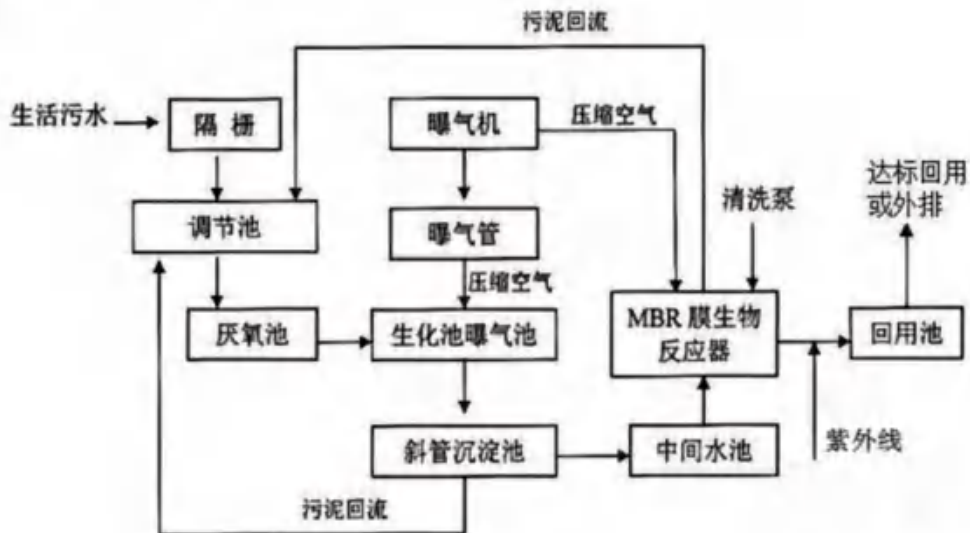 污泥回流
生活污水
隔 栅
曝气机
压缩空气
达标回用
或外排
清洗泵
调节池
曝气管
压缩空气
厌氧池
生化池曝气池
MBR 膜生物
反应器
回用池
斜管沉淀池
中间水池
紫外线
污泥回流